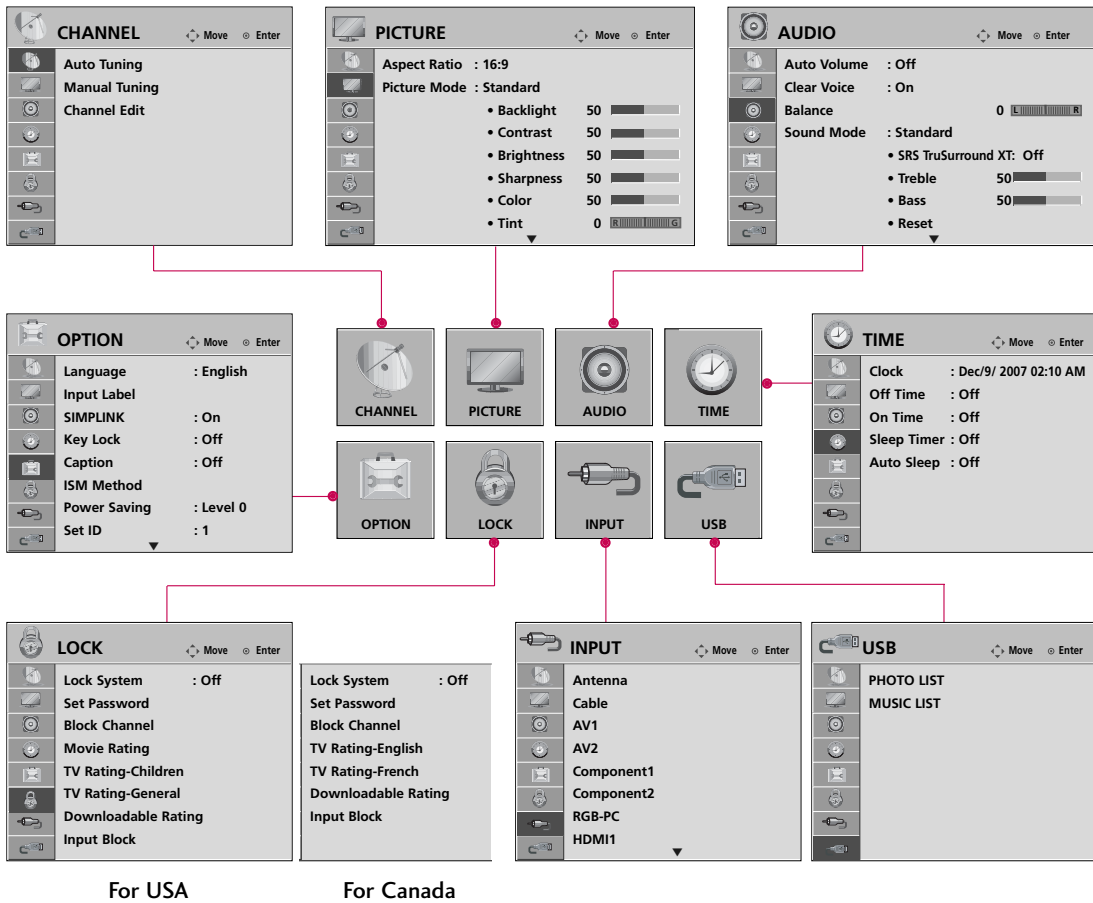 CHANNEL Move Enter
Auto Tuning
Manual Tuning
Channel Edit
PICTURE Move Enter
Aspect Ratio : 16:9
Picture Mode : Standard
• Backlight 50
• Contrast 50
• Brightness 50
• Sharpness 50
• Color 50
• Tint 0 R G
AUDIO Move Enter
Auto Volume : Off
Clear Voice : On
Balance 0 L R
Sound Mode : Standard
• SRS TruSurround XT: Off
• Treble 50
• Bass 50
• Reset
OPTION Move Enter
Language : English
Input Label
SIMPLINK : On
Key Lock : Off
Caption : Off
ISM Method
Power Saving : Level 0
Set ID : 1
CHANNEL
PICTURE
AUDIO
TIME
OPTION
LOCK
INPUT
USB
TIME Move Enter
Clock : Dec/9/ 2007 02:10 AM
Off Time : Off
On Time : Off
Sleep Timer : Off
Auto Sleep : Off
LOCK Move Enter
Lock System : Off
Set Password
Block Channel
Movie Rating
TV Rating-Children
TV Rating-General
Downloadable Rating
Input Block
For USA
Lock System : Off
Set Password
Block Channel
TV Rating-English
TV Rating-French
Downloadable Rating
Input Block
For Canada
INPUT Move Enter
Antenna
Cable
AV1
AV2
Component1
Component2
RGB-PC
HDMI1
USB Move Enter
PHOTO LIST
MUSIC LIST